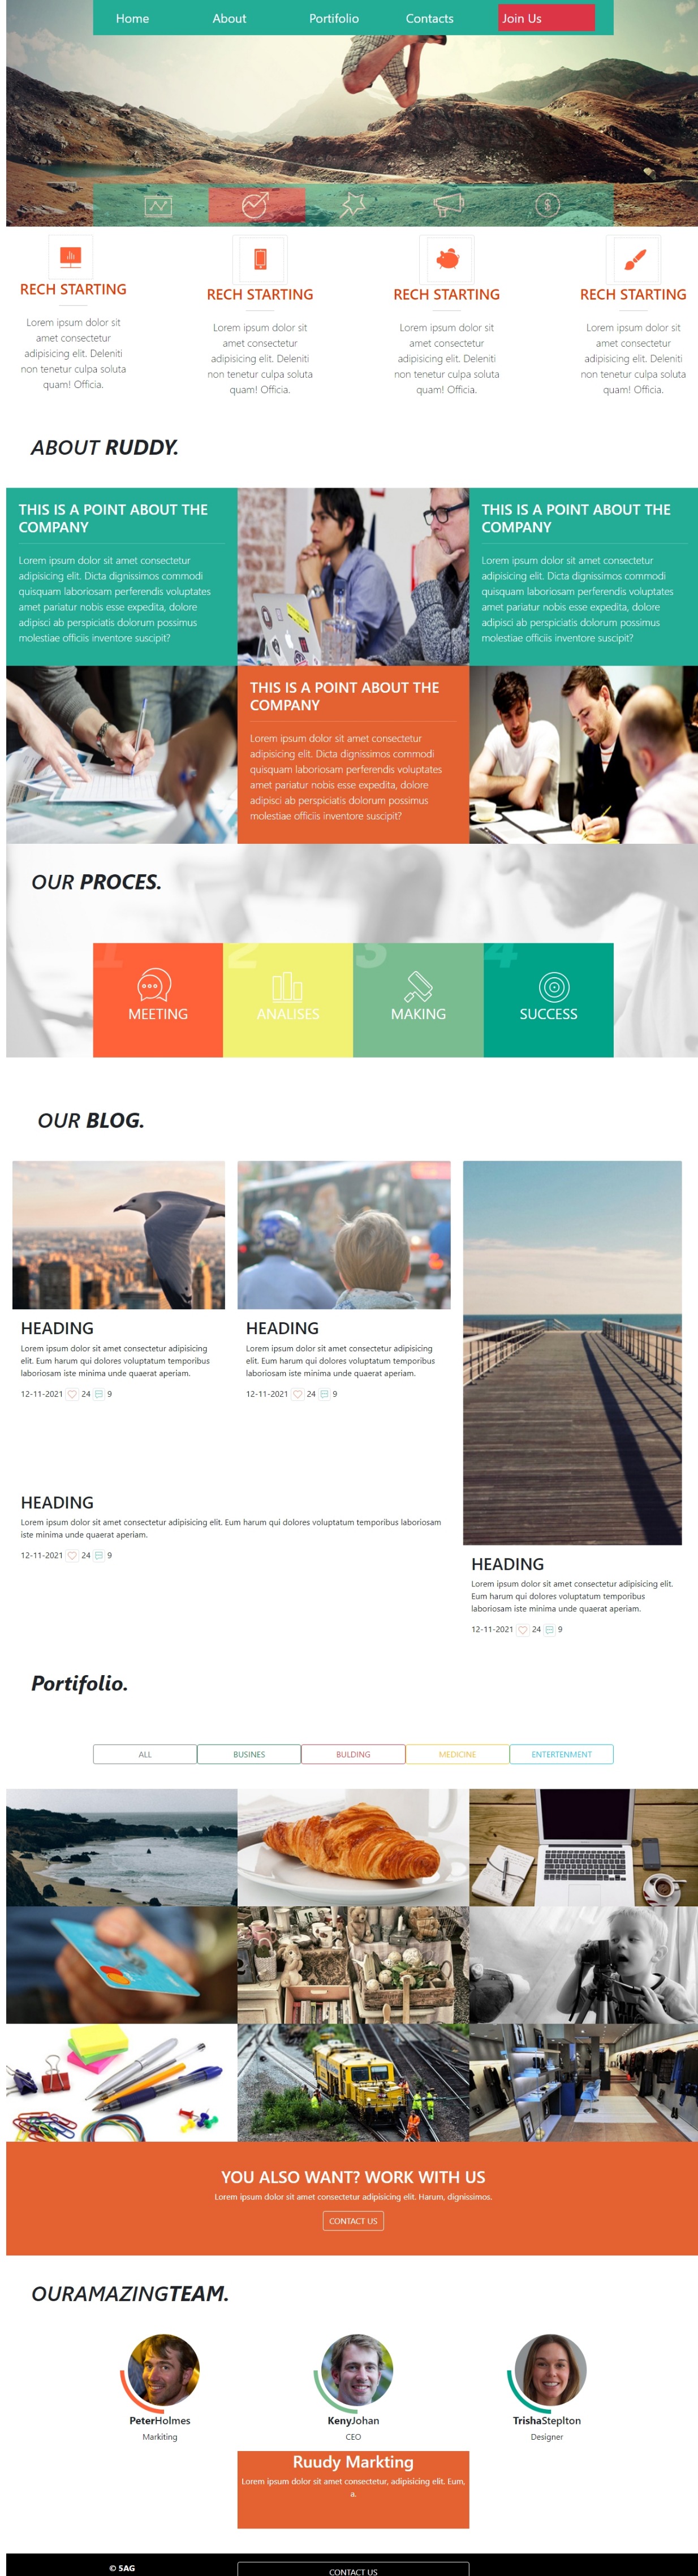 Home About Portifolio Contacts Join Us
RECH STARTING
Lorem ipsum dolor sit
amet consectetur
adipisicing elit. Deleniti
non tenetur culpa soluta
quam! Officia.
RECH STARTING
Lorem ipsum dolor sit
amet consectetur
adipisicing elit. Deleniti
non tenetur culpa soluta
quam! Officia.
RECH STARTING
Lorem ipsum dolor sit
amet consectetur
adipisicing elit. Deleniti
non tenetur culpa soluta
quam! Officia.
RECH STARTING
Lorem ipsum dolor sit
amet consectetur
adipisicing elit. Deleniti
non tenetur culpa soluta
quam! Officia.
ABOUT RUDDY.
THIS IS A POINT ABOUT THE
COMPANY
Lorem ipsum dolor sit amet consectetur
adipisicing elit. Dicta dignissimos commodi
quisquam laboriosam perferendis voluptates
amet pariatur nobis esse expedita, dolore
adipisci ab perspiciatis dolorum possimus
molestiae officiis inventore suscipit?
THIS IS A POINT ABOUT THE
COMPANY
Lorem ipsum dolor sit amet consectetur
adipisicing elit. Dicta dignissimos commodi
quisquam laboriosam perferendis voluptates
amet pariatur nobis esse expedita, dolore
adipisci ab perspiciatis dolorum possimus
molestiae officiis inventore suscipit?
THIS IS A POINT ABOUT THE
COMPANY
Lorem ipsum dolor sit amet consectetur
adipisicing elit. Dicta dignissimos commodi
quisquam laboriosam perferendis voluptates
amet pariatur nobis esse expedita, dolore
adipisci ab perspiciatis dolorum possimus
molestiae officiis inventore suscipit?
OUR PROCES.
1 2 3 4
MEETING ANALISES MAKING SUCCESS
OUR BLOG.
HEADING
Lorem ipsum dolor sit amet consectetur adipisicing
elit. Eum harum qui dolores voluptatum temporibus
laboriosam iste minima unde quaerat aperiam.
12-11-2021 24 9
HEADING
Lorem ipsum dolor sit amet consectetur adipisicing
elit. Eum harum qui dolores voluptatum temporibus
laboriosam iste minima unde quaerat aperiam.
12-11-2021 24 9
HEADING
Lorem ipsum dolor sit amet consectetur adipisicing elit. Eum harum qui dolores voluptatum temporibus laboriosam
iste minima unde quaerat aperiam.
12-11-2021 24 9
HEADING
Lorem ipsum dolor sit amet consectetur adipisicing elit.
Eum harum qui dolores voluptatum temporibus
laboriosam iste minima unde quaerat aperiam.
12-11-2021 24 9
Portifolio.
ALL BUSINES BULDING MEDICINE ENTERTENMENT
YOU ALSO WANT? WORK WITH US
Lorem ipsum dolor sit amet consectetur adipisicing elit. Harum, dignissimos.
CONTACT US
OURAMAZINGTEAM.
PeterHolmes
Markiting
KenyJohan
CEO
TrishaSteplton
Designer
Ruudy Markting
Lorem ipsum dolor sit amet consectetur, adipisicing elit. Eum,
a.
© SAG
CONTACT US